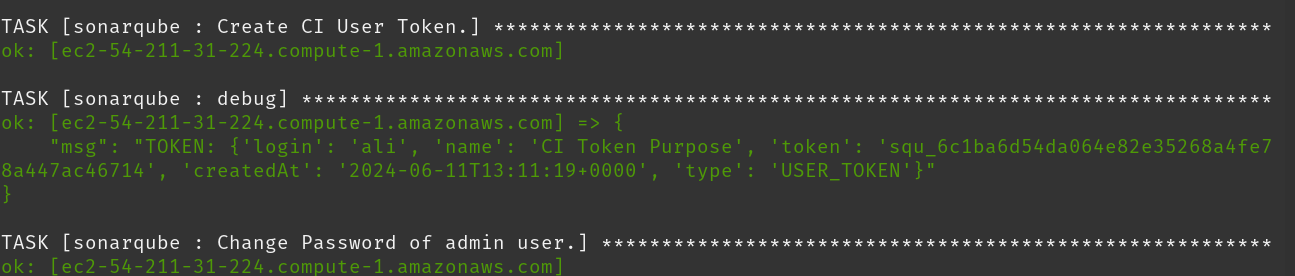 TASK [sonarqube : Create CI User Token.] *****************************************************************
ok: [ec2-54-211-31-224.compute-1.amazonaws.com]
TASK [sonarqube : debug] *********************************************************************************
ok: [ec2-54-211-31-224.compute-1.amazonaws.com] => {
"msg": "TOKEN: {'login': 'ali', 'name': 'CI Token Purpose', 'token': 'squ_6c1ba6d54da064e82e35268a4fe7
8a447ac46714', 'createdAt': '2024-06-11T13:11:19+0000', 'type': 'USER_TOKEN'}"
}
TASK [sonarqube : Change Password of admin user.] ********************************************************
ok: [ec2-54-211-31-224.compute-1.amazonaws.com]